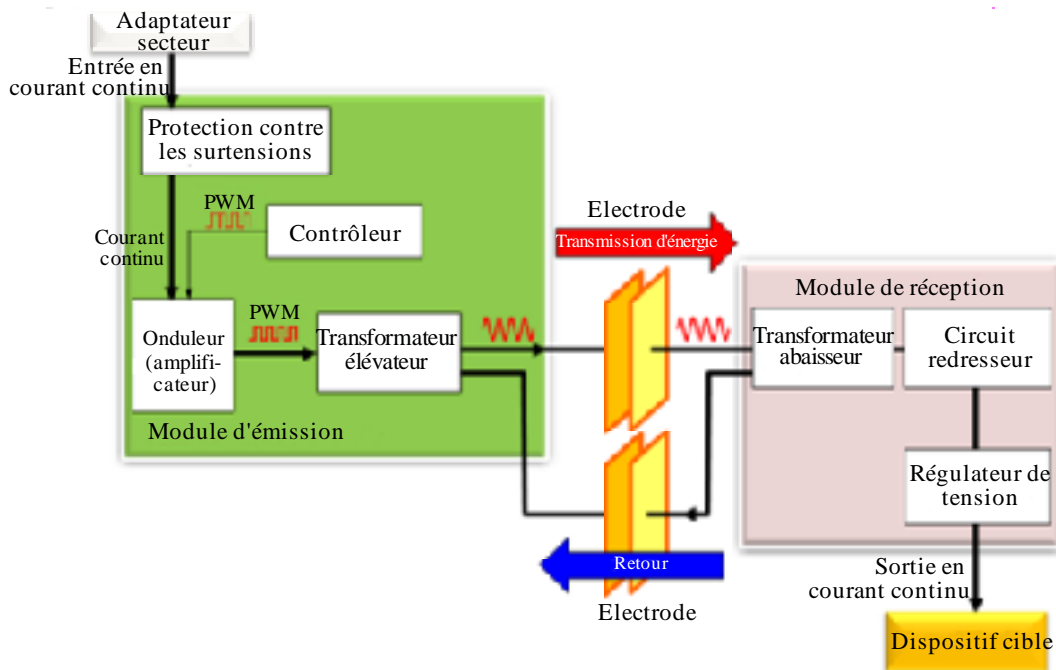 Adaptateur
secteur
Entrée en
courant continu
Protection contre
les surtensions
PWM
Contrôleur
Courant
continu
Onduleur
(amplifi-
cateur)
PWM
Transformateur
élévateur
Module d'émission
Electrode
Transmission d'énergie
Module de réception
Transformateur
abaisseur
Circuit
redresseur
Régulateur de
tension
Retour
Electrode
Sortie en
courant continu
Dispositif cible